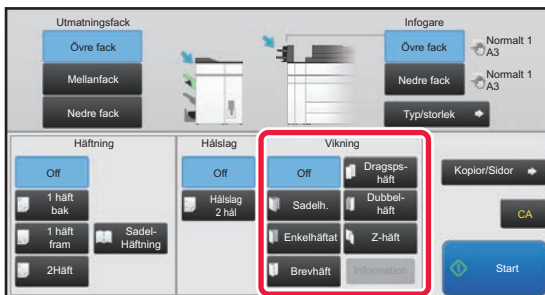 Utmatningsfack
Infogare
Övre fack
Övre fack
Normalt 1
A3
Mellanfack
Nedre fack
Normalt 1
A3
Nedre fack
Typ/storlek
Häftning
Hålslag
Vikning
Off
Off
Off
Dragsps-
häft
Kopior/Sidor
1 häft
bak
Hålslag
2 hål
Sadelh.
Dubbel-
häft
CA
1 häft
fram
Sadel-
Häftning
Enkelhäftat
Z-häft
2Häft
Brevhäft
Information
Start